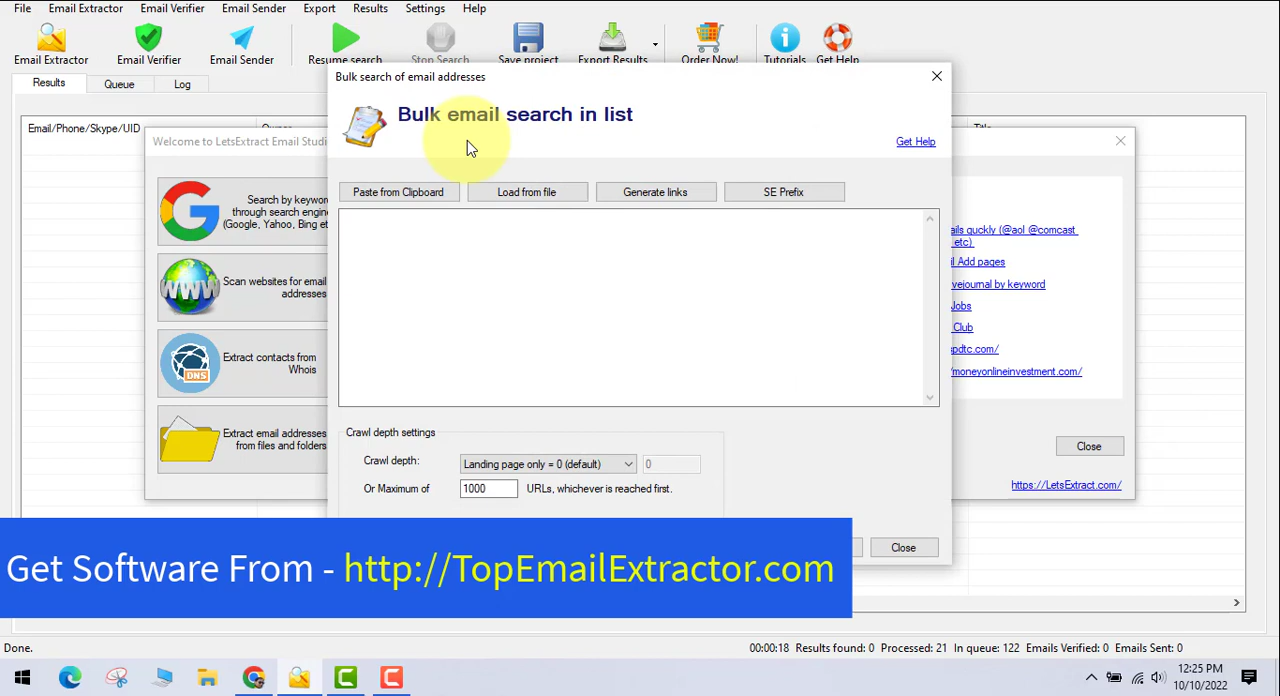 File Email Extractor Email Verifier Email Sender Export Results Settings Help
Email Extractor Email Verifier Email Sender Resume search Stop Search Save project Export Results Order Now! Tutorials Get Help
Results Queue Log
Bulk search of email addresses
Bulk email search in list
Get Help
Email/Phone/Skype/UID
Title
Welcome to LetsExtract Email Studi
Paste from Clipboard Load from file Generate links SE Prefix
Search by keywor
through search engine
(Google, Yahoo, Bing et
Scan websites for email
addresses
Extract contacts from
Whois
Extract email addresses
from files and folders
ails quckly (@aol @comcast
etc)
il Add pages
vejournal by keyword
Jobs
Club
spdtc.com/
/moneyonlineinvestment.com/
Close
https://LetsExtract.com/
Crawl depth settings
Crawl depth: Landing page only = 0 (default) 0
Or Maximum of 1000 URLs, whichever is reached first.
Close
Get Software From - http://TopEmailExtractor.com
Done. 00:00:18 Results found: 0 Processed: 21 In queue: 122 Emails Verified: 0 Emails Sent: 0
12:25 PM
10/10/2022